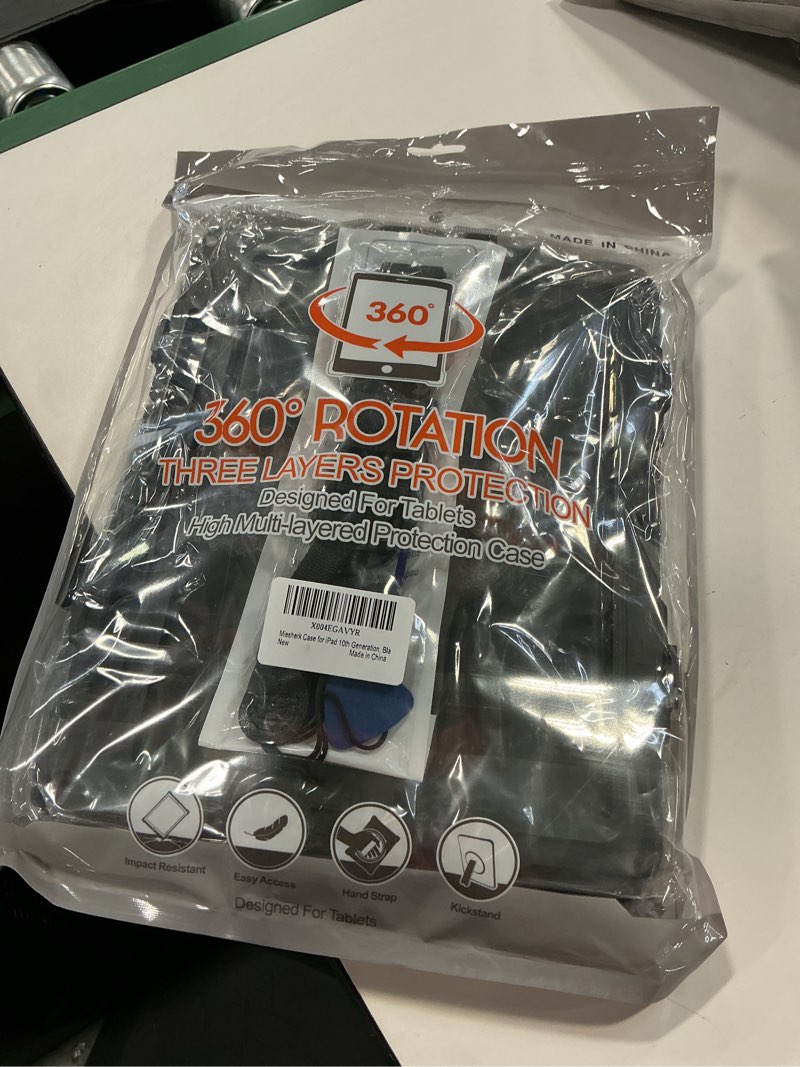 MADE IN CHINA
360°
360° ROTATION
THREE LAYERS PROTECTION
Designed For Tablets
High Multi-layered Protection Case
X004EGAVYR
Miesherk Case for iPad 10th Generation, Bla
New
Made in China
Impact Resistant
Easy Access
Hand Strap
Kickstand
Designed For Tablets